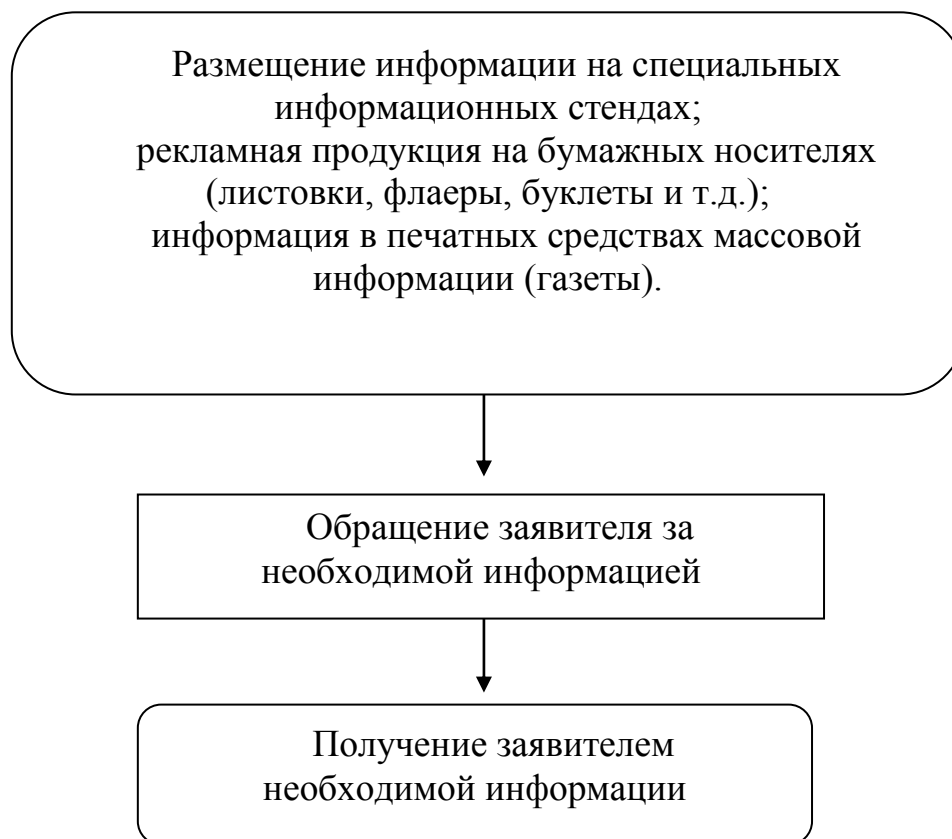 Размещение информации на специальных
информационных стендах;
рекламная продукция на бумажных носителях
(листовки, флаеры, буклеты и т.д.);
информация в печатных средствах массовой
информации (газеты).
Обращение заявителя за
необходимой информацией
Получение заявителем
необходимой информации